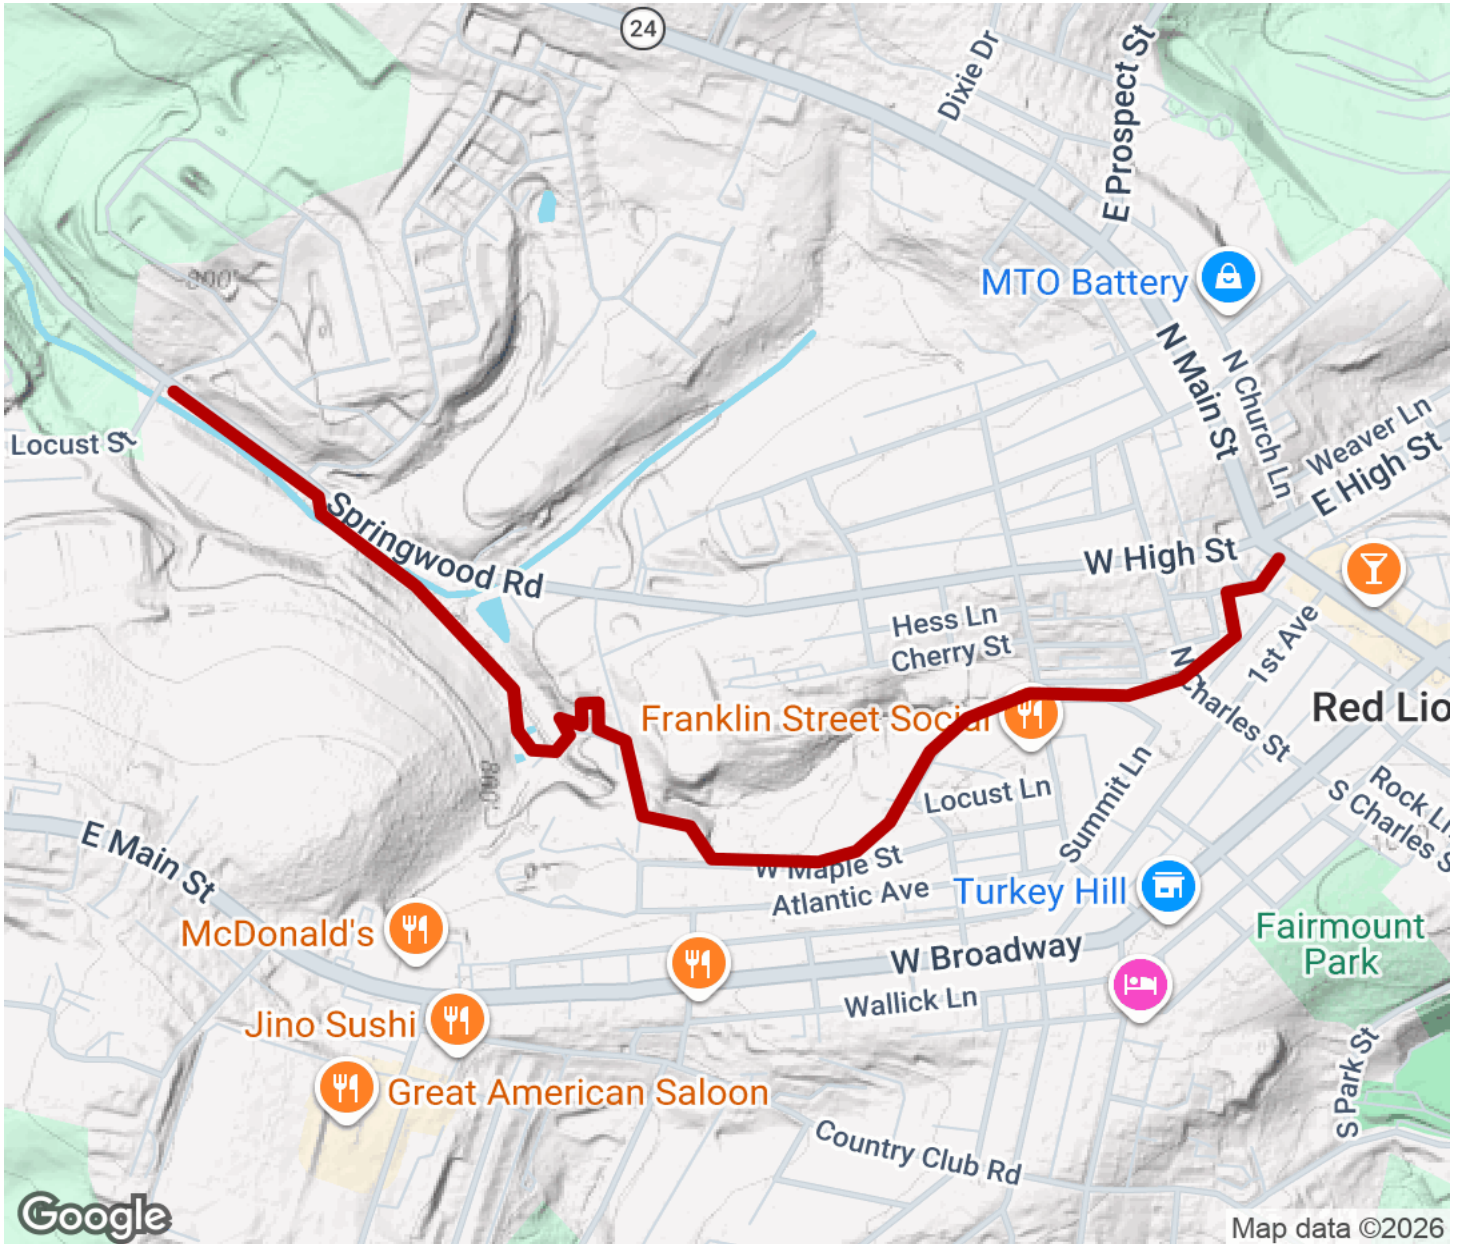 24
Dixie Dr
E Prospect St
MTO Battery
800'
N Main St
N Church Ln
Weaver Ln
E High St
Locust St
Springwood Rd
W High St
Hess Ln
Cherry St
1st Ave
N Charles St
Red Lio
Franklin Street Social
800'
Locust Ln
Summit Ln
Rock Ln
S Charles S
E Main St
W Maple St
Atlantic Ave
Turkey Hill
McDonald's
W Broadway
Fairmount
Park
Wallick Ln
Jino Sushi
Great American Saloon
S Park St
Country Club Rd
Google
Map data ©2026